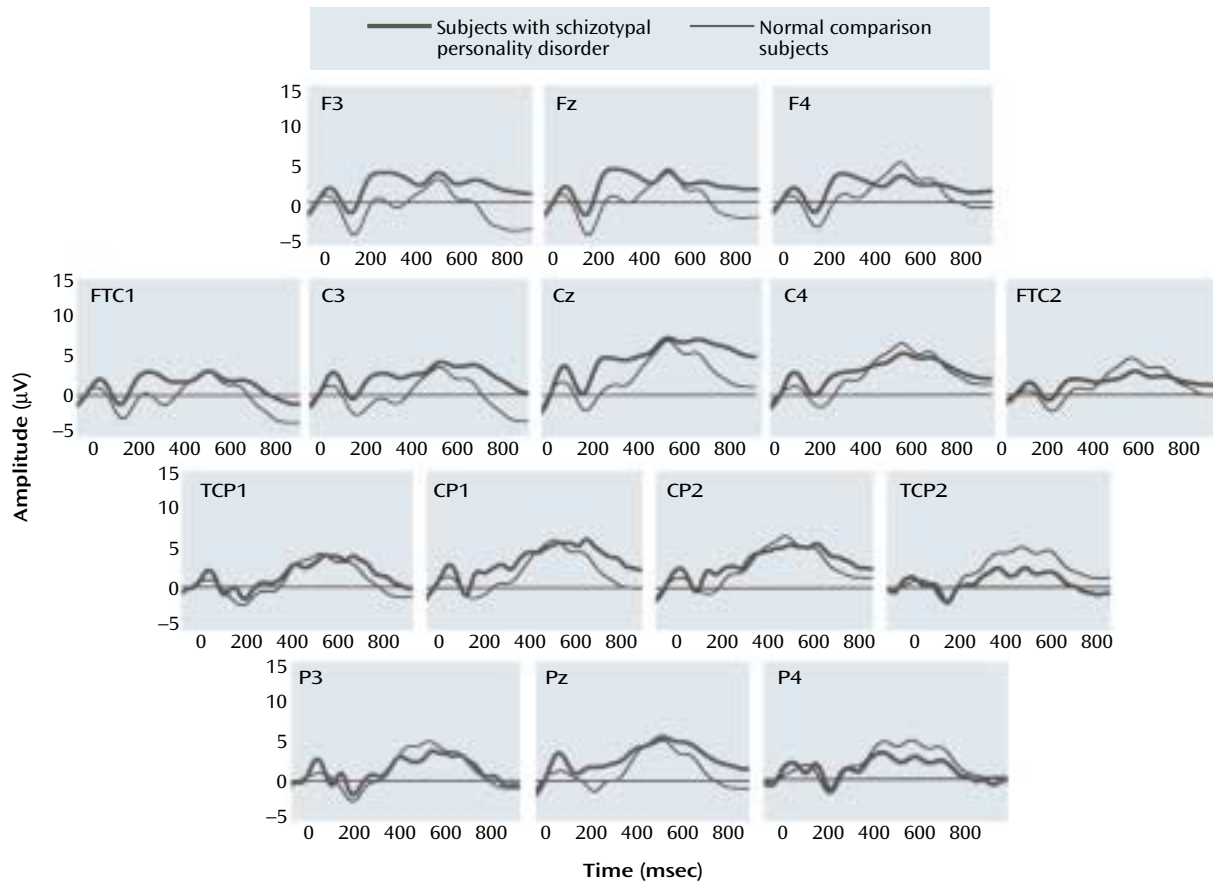 Subjects with schizotypal
personality disorder
Normal comparison
subjects
15
10
5
0
–5
F3
Fz
F4
0 200 400 600 800
0 200 400 600 800
0 200 400 600 800
15
10
5
0
–5
FTC1
C3
Cz
C4
FTC2
0 200 400 600 800
0 200 400 600 800
0 200 400 600 800
0 200 400 600 800
0 200 400 600 800
Amplitude (µV)
15
10
5
0
–5
TCP1
CP1
CP2
TCP2
0 200 400 600 800
0 200 400 600 800
0 200 400 600 800
0 200 400 600 800
15
10
5
0
–5
P3
Pz
P4
0 200 400 600 800
0 200 400 600 800
0 200 400 600 800
Time (msec)